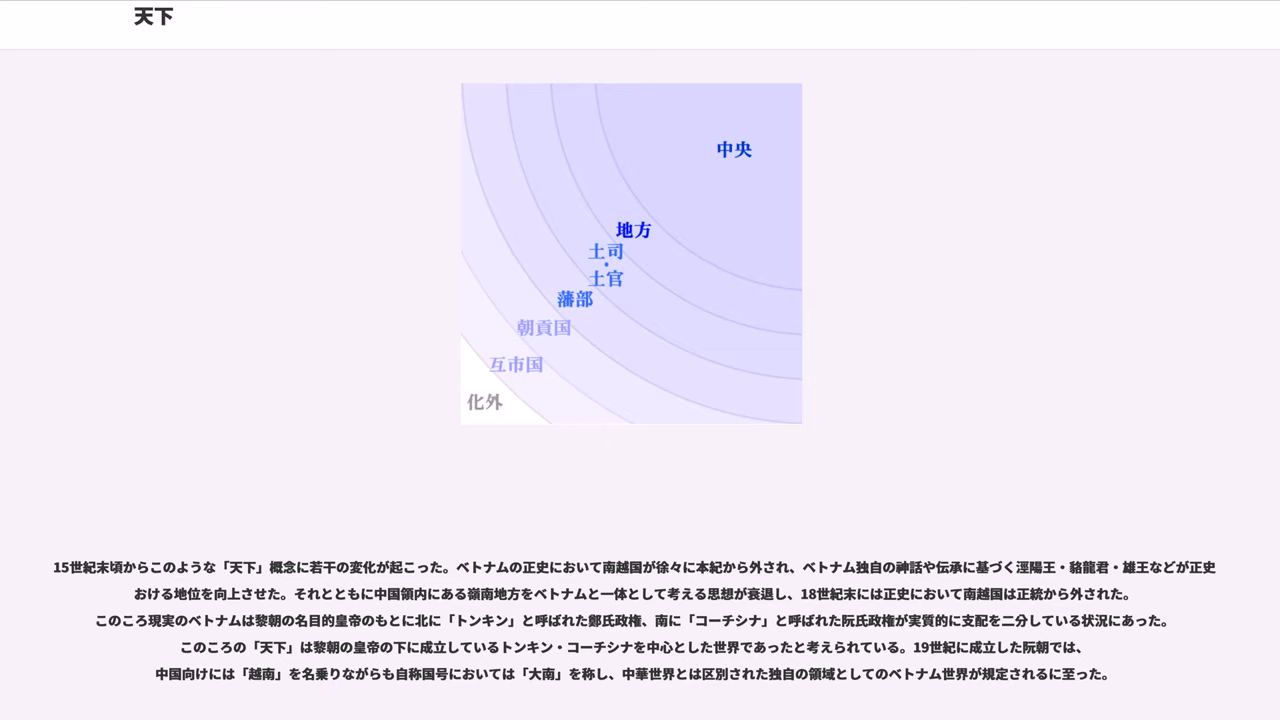 天下
中央
地方
土司
・
土官
藩部
朝貢国
互市国
化外
15世紀末頃からこのような「天下」概念に若干の変化が起こった。ベトナムの正史において南越国が徐々に本紀から外され、ベトナム独自の神話や伝承に基づく涇陽王・貉龍君・雄王などが正史
おける地位を向上させた。それとともに中国領内にある嶺南地方をベトナムと一体として考える思想が衰退し、18世紀末には正史において南越国は正統から外された。
このころ現実のベトナムは黎朝の名目的皇帝のもとに北に「トンキン」と呼ばれた鄭氏政権、南に「コーチシナ」と呼ばれた阮氏政権が実質的に支配を二分している状況にあった。
このころの「天下」は黎朝の皇帝の下に成立しているトンキン・コーチシナを中心とした世界であったと考えられている。19世紀に成立した阮朝では、
中国向けには「越南」を名乗りながらも自称国号においては「大南」を称し、中華世界とは区別された独自の領域としてのベトナム世界が規定されるに至った。